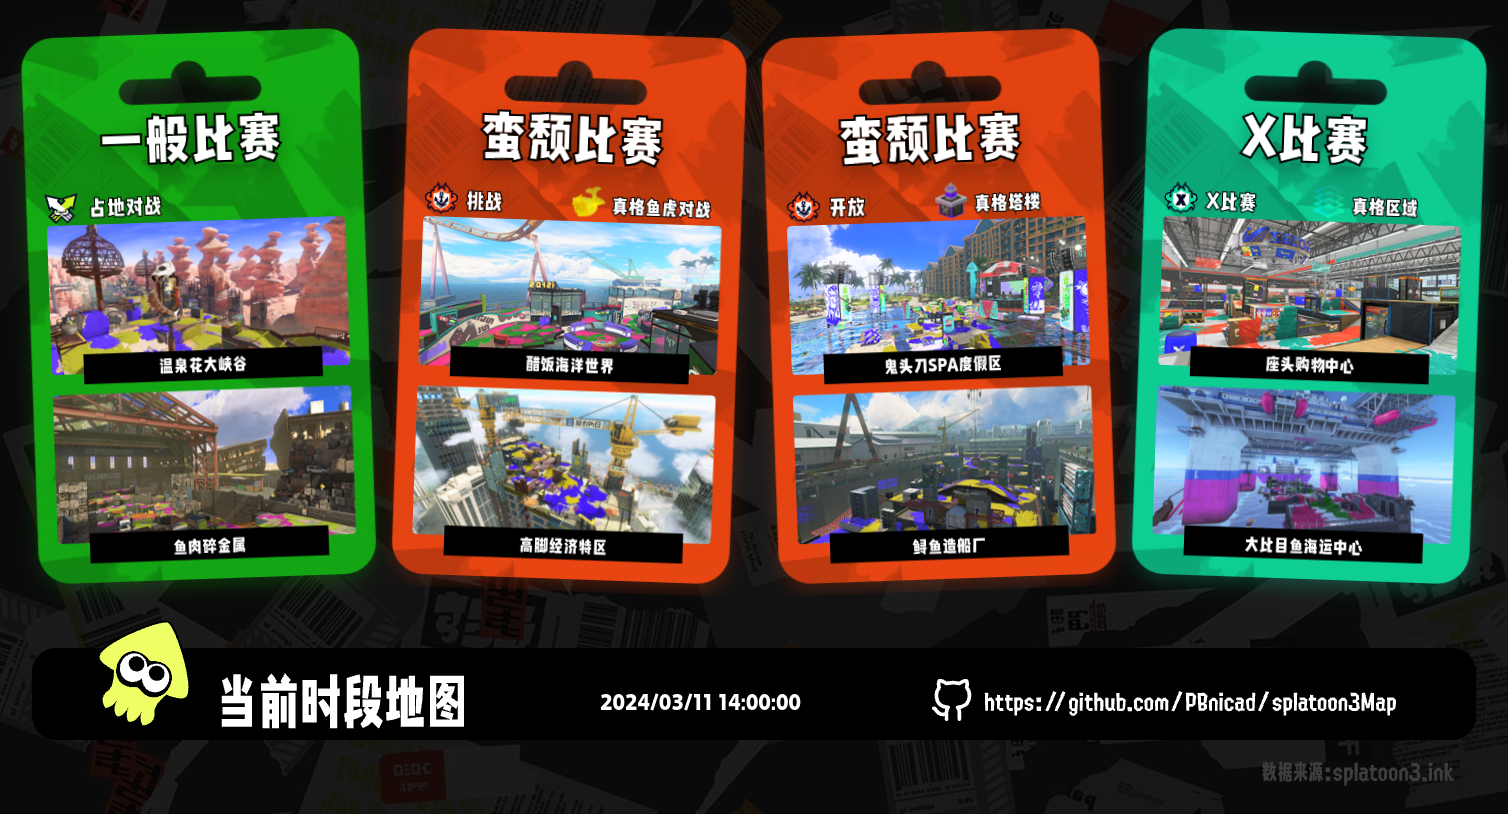 一般比赛
占地对战
温泉花大峡谷
鱼肉碎金属
蛮颓比赛
挑战
真格鱼虎对战
醋饭海洋世界
高脚经济特区
蛮颓比赛
开放
真格塔楼
鬼头刀SPA度假区
鲟鱼造船厂
X比赛
X比赛
真格区域
座头购物中心
大比目鱼海运中心
当前时段地图
2024/03/11 14:00:00
https://github.com/PBnicad/splatoon3Map
数据来源:splatoon3.ink